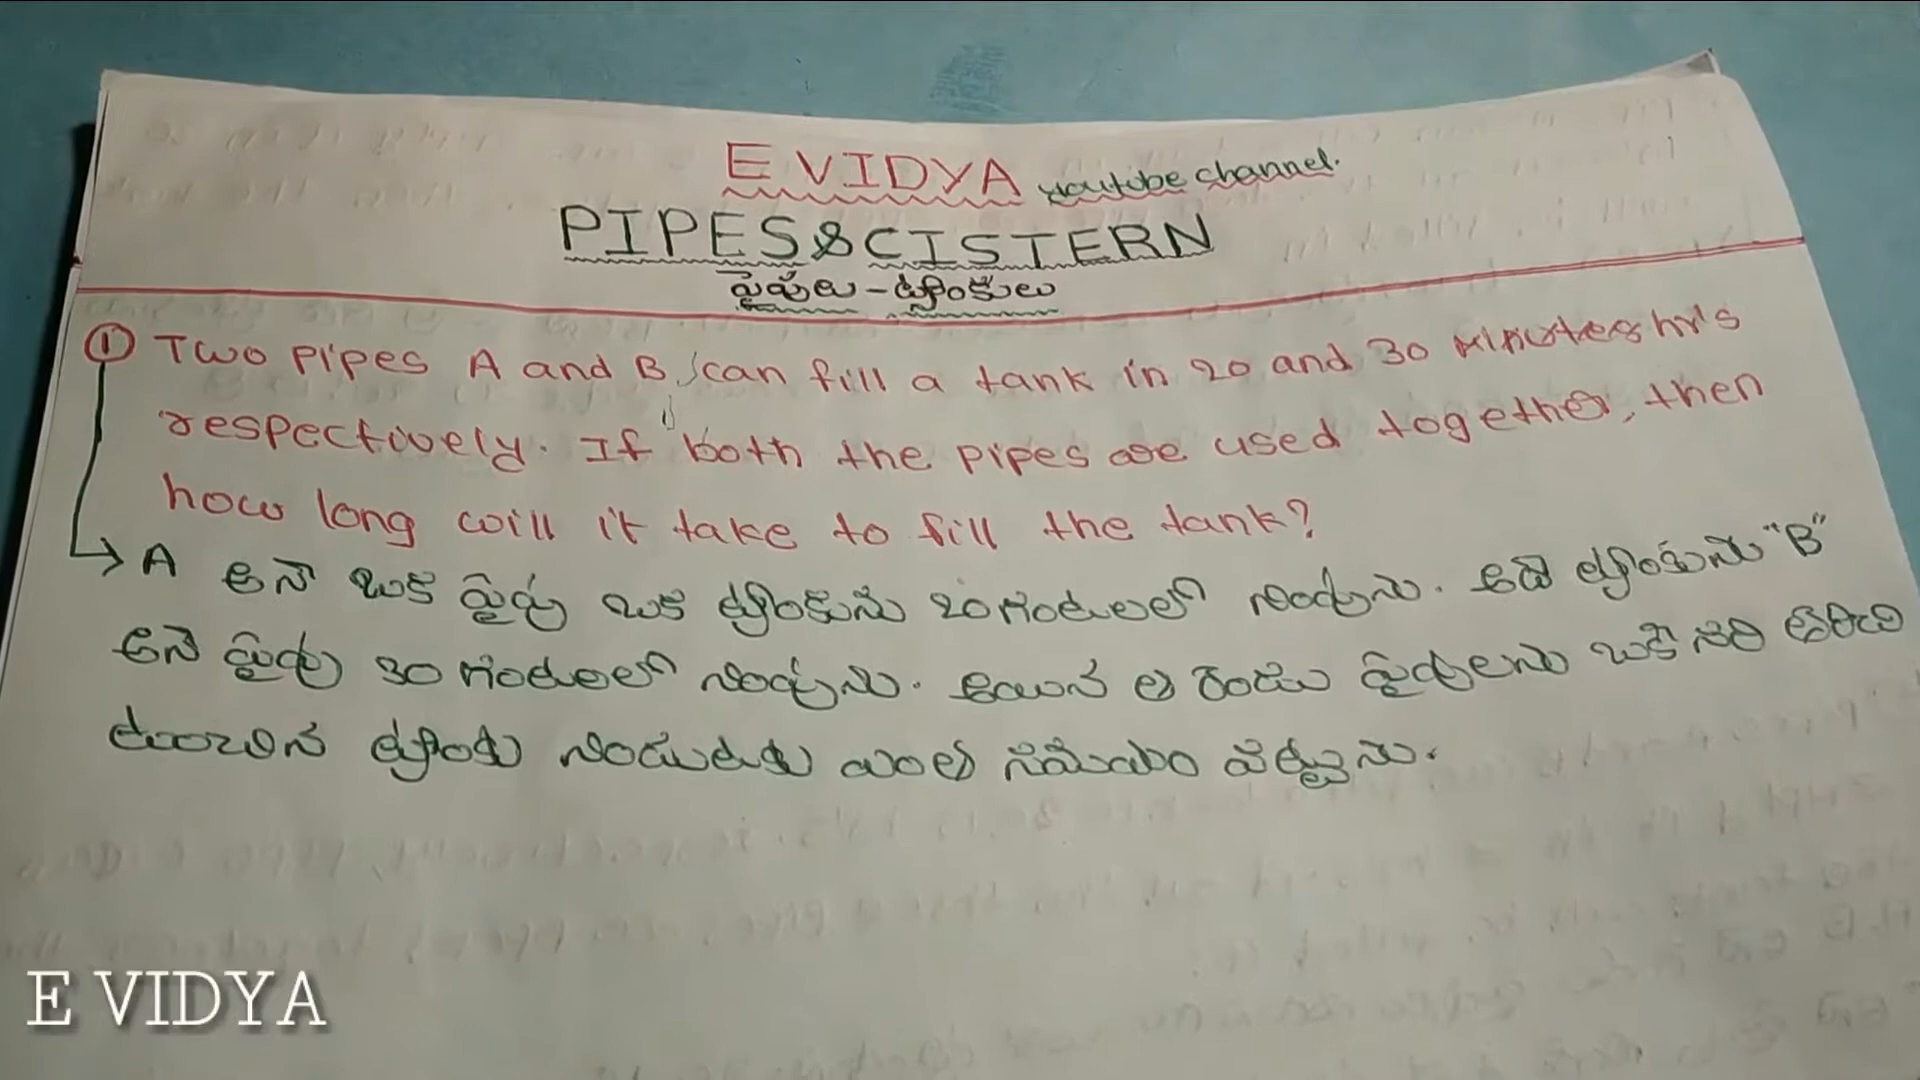 E VIDYA youtube channel.
PIPES & CISTERN
పైపులు - ట్యాంకులు
① Two pipes A and B can fill a tank in 20 and 30 minutes hr's
respectively. If both the pipes are used together, then
how long will it take to fill the tank?
→ A అనే ఒక పైపు ఒక ట్యాంకును 20 గంటలలో నింపును. అదే ట్యాంకును "B"
అనే పైపు 30 గంటలలో నింపును. అయిన ఆ రెండు పైపులను ఒకే సారి తెరిచి
ఉంచిన ట్యాంకు నిండుటకు ఎంత సమయం పట్టును.
E VIDYA